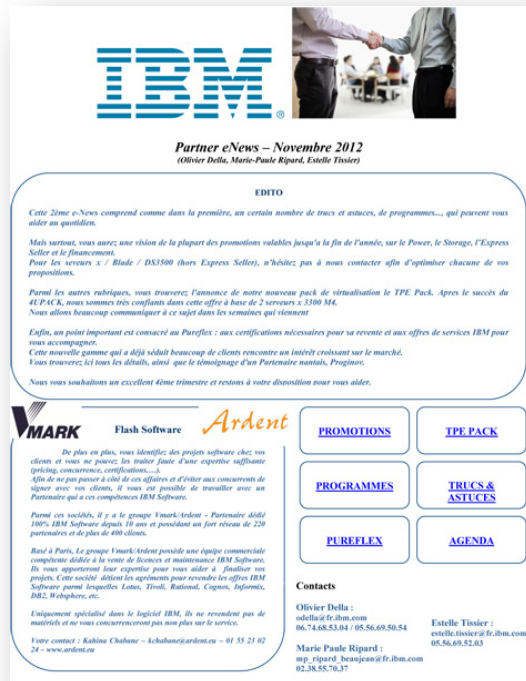 IBM®
Partner eNews – Novembre 2012
(Olivier Della, Marie-Paule Ripard, Estelle Tissier)
EDITO
Cette 2ème e-News comprend comme dans la première, un certain nombre de trucs et astuces, de programmes..., qui peuvent vous
aider au quotidien.
Mais surtout, vous aurez une vision de la plupart des promotions valables jusqu'a la fin de l'année, sur le Power, le Storage, l'Express
Seller et le financement.
Pour les seveurs x / Blade / DS3500 (hors Express Seller), n'hésitez pas à nous contacter afin d'optimiser chacune de vos
propositions.
Parmi les autres rubriques, vous trouverez l'annonce de notre nouveau pack de virtualisation le TPE Pack. Apres le succès du
4UPACK, nous sommes très confiants dans cette offre à base de 2 serveurs x 3300 M4.
Nous allons beaucoup communiquer à ce sujet dans les semaines qui viennent
Enfin, un point important est consacré au Pureflex : aux certifications nécessaires pour sa revente et aux offres de services IBM pour
vous accompagner.
Cette nouvelle gamme qui a déjà séduit beaucoup de clients rencontre un intérêt croissant sur le marché.
Vous trouverez ici tous les détails, ainsi que le témoignage d'un Partenaire nantais, Proginov.
Nous vous souhaitons un excellent 4ème trimestre et restons à votre disposition pour vous aider.
VMARK
Flash Software
Ardent
De plus en plus, vous identifiez des projets software chez vos
clients et vous ne pouvez les traiter faute d'une expertise suffisante
(pricing, concurrence, certifications,...).
Afin de ne pas passer à côté de ces affaires et d'éviter aux concurrents de
signer avec vos clients, il vous est possible de travailler avec un
Partenaire qui a ces compétences IBM Software.
Parmi ces sociétés, il y a le groupe Vmark/Ardent - Partenaire dédié
100% IBM Software depuis 10 ans et possédant un fort réseau de 220
partenaires et de plus de 400 clients.
Basé à Paris, Le groupe Vmark/Ardent possède une équipe commerciale
compétente dédiée à la vente de licences et maintenance IBM Software.
Ils vous apporteront leur expertise pour vous aider à finaliser vos
projets. Cette société détient les agréments pour revendre les offres IBM
Software parmi lesquelles Lotus, Tivoli, Rational, Cognos, Informix,
DB2, Websphere, etc.
Uniquement spécialisé dans le logiciel IBM, ils ne revendent pas de
matériels et ne vous concurrenceront pas non plus sur le service.
Votre contact : Kahina Chabane – kchabane@ardent.eu – 01 55 23 02
24 – www.ardent.eu
PROMOTIONS
TPE PACK
PROGRAMMES
TRUCS &
ASTUCES
PUREFLEX
AGENDA
Contacts
Olivier Della :
odella@fr.ibm.com
06.74.68.53.04 / 05.56.69.50.54
Marie Paule Ripard :
mp_ripard_beaujean@fr.ibm.com
02.38.55.70.37
Estelle Tissier :
estelle.tissier@fr.ibm.com
05.56.69.52.03